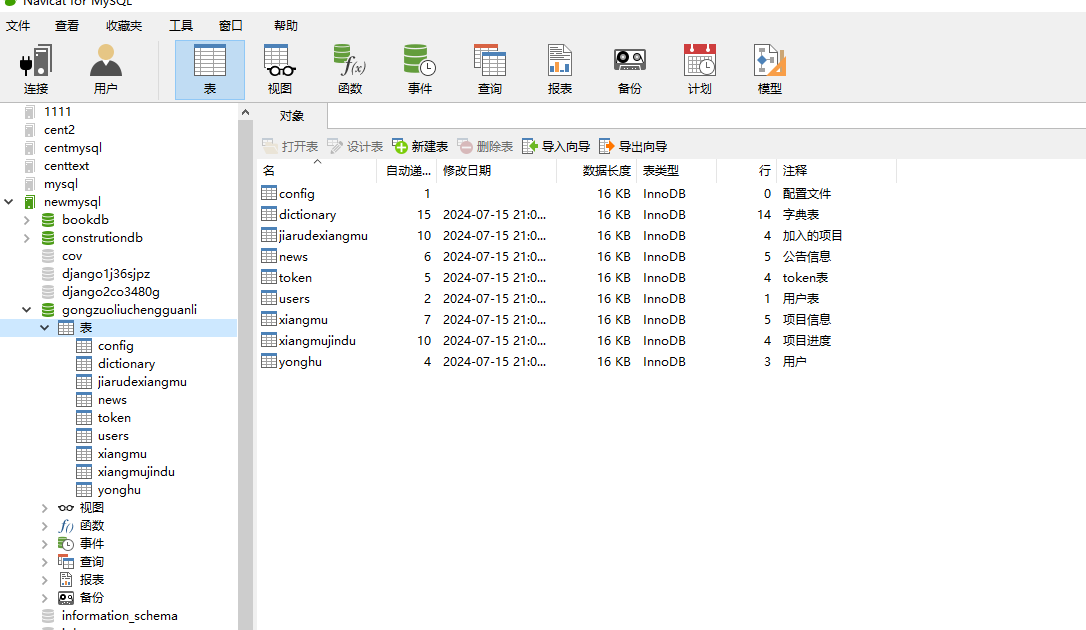 Navicat for MySQL
文件 查看 收藏夹 工具 窗口 帮助
连接 用户 表 视图 函数 事件 查询 报表 备份 计划 模型
1111
cent2
centmysql
centtext
mysql
newmysql
bookdb
construtiondb
cov
django1j36sjpz
django2co3480g
gongzuoliuchengguanli
表
config
dictionary
jiarudexiangmu
news
token
users
xiangmu
xiangmujindu
yonghu
视图
函数
事件
查询
报表
备份
information_schema
对象
打开表 设计表 新建表 删除表 导入向导 导出向导
名 自动递... 修改日期 数据长度 表类型 行 注释
config 1 16 KB InnoDB 0 配置文件
dictionary 15 2024-07-15 21:0... 16 KB InnoDB 14 字典表
jiarudexiangmu 10 2024-07-15 21:0... 16 KB InnoDB 4 加入的项目
news 6 2024-07-15 21:0... 16 KB InnoDB 5 公告信息
token 5 2024-07-15 21:0... 16 KB InnoDB 4 token表
users 2 2024-07-15 21:0... 16 KB InnoDB 1 用户表
xiangmu 7 2024-07-15 21:0... 16 KB InnoDB 5 项目信息
xiangmujindu 10 2024-07-15 21:0... 16 KB InnoDB 4 项目进度
yonghu 4 2024-07-15 21:0... 16 KB InnoDB 3 用户